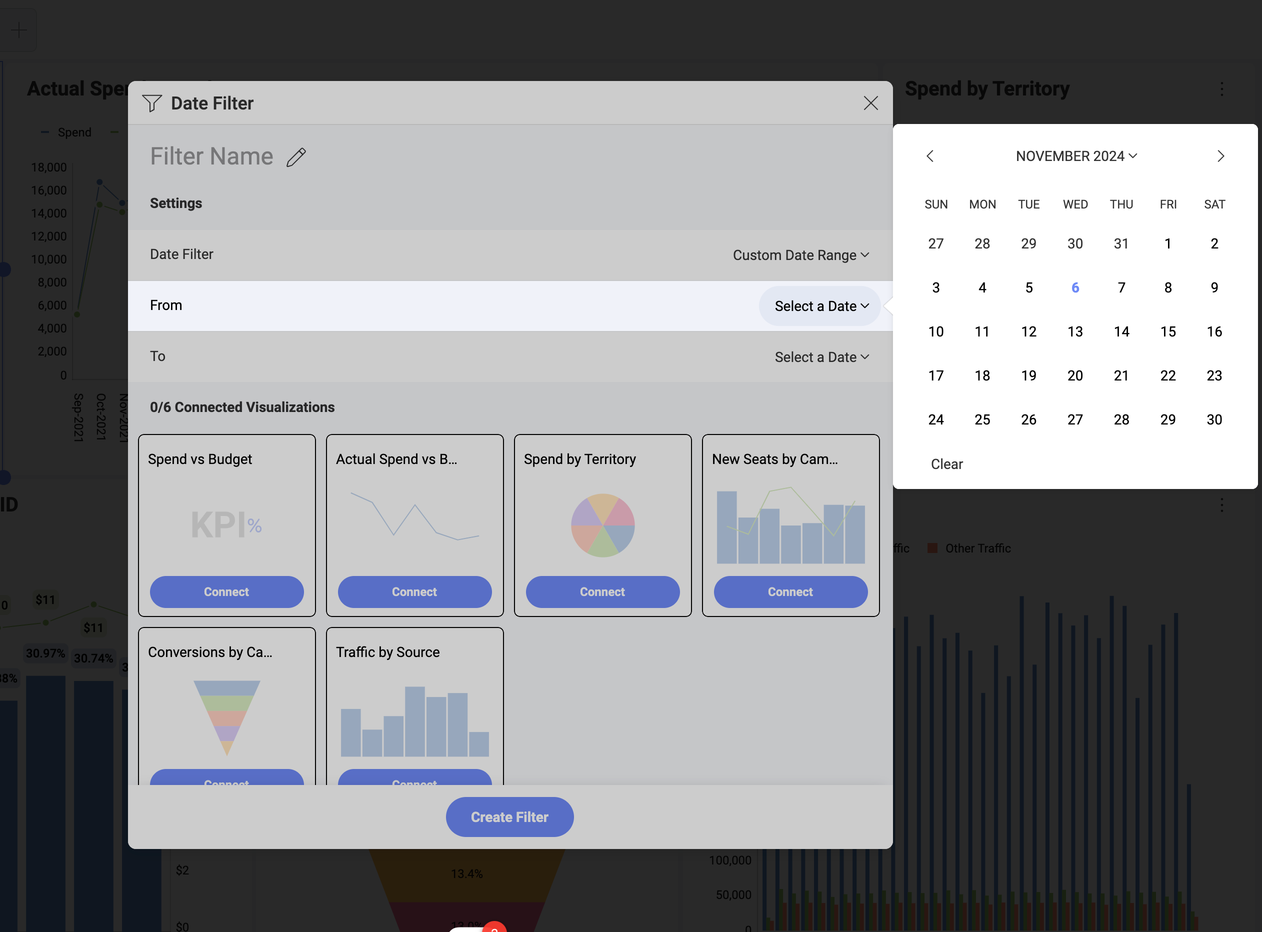 Actual Spe
Spend by Territory
Spend
18,000
16,000
14,000
12,000
10,000
8,000
6,000
4,000
2,000
0
Sep-2021
Oct-2021
Nov-2021
Date Filter
Filter Name
Settings
Date Filter
Custom Date Range
From
Select a Date
To
Select a Date
0/6 Connected Visualizations
Spend vs Budget
KPI%
Connect
Actual Spend vs B...
Connect
Spend by Territory
Connect
New Seats by Cam...
Connect
Conversions by Ca...
Connect
Traffic by Source
Connect
Create Filter
NOVEMBER 2024
SUN MON TUE WED THU FRI SAT
27 28 29 30 31 1 2
3 4 5 6 7 8 9
10 11 12 13 14 15 16
17 18 19 20 21 22 23
24 25 26 27 28 29 30
Clear
ID
ffic
Other Traffic
0
$11
$11
8%
30.97%
30.74%
3
$2
$0
13.4%
100,000
50,000
0